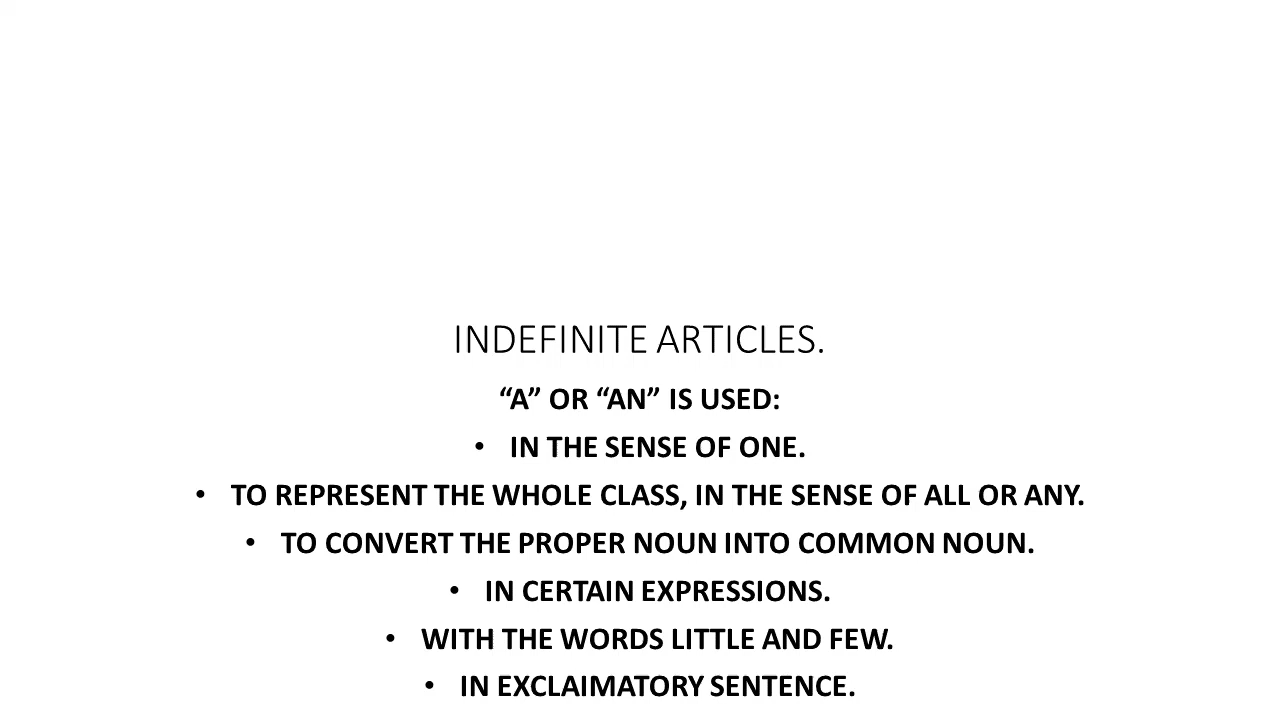 INDEFINITE ARTICLES.
“A” OR “AN” IS USED:
• IN THE SENSE OF ONE.
• TO REPRESENT THE WHOLE CLASS, IN THE SENSE OF ALL OR ANY.
• TO CONVERT THE PROPER NOUN INTO COMMON NOUN.
• IN CERTAIN EXPRESSIONS.
• WITH THE WORDS LITTLE AND FEW.
• IN EXCLAIMATORY SENTENCE.